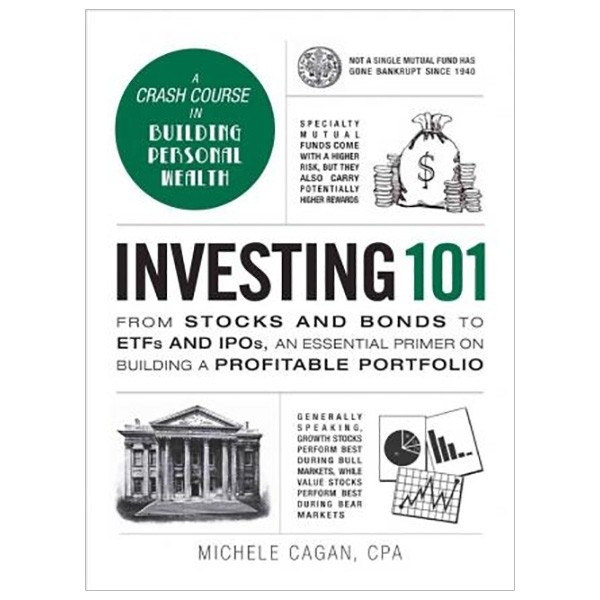 A
CRASH COURSE
IN
BUILDING
PERSONAL
WEALTH
NOT A SINGLE MUTUAL FUND HAS
GONE BANKRUPT SINCE 1940
SPECIALTY
MUTUAL
FUNDS COME
WITH A HIGHER
RISK, BUT THEY
ALSO CARRY
POTENTIALLY
HIGHER REWARDS
$
INVESTING 101
FROM STOCKS AND BONDS TO
ETFs AND IPOs, AN ESSENTIAL PRIMER ON
BUILDING A PROFITABLE PORTFOLIO
GENERALLY
SPEAKING,
GROWTH STOCKS
PERFORM BEST
DURING BULL
MARKETS, WHILE
VALUE STOCKS
PERFORM BEST
DURING BEAR
MARKETS
MICHELE CAGAN, CPA